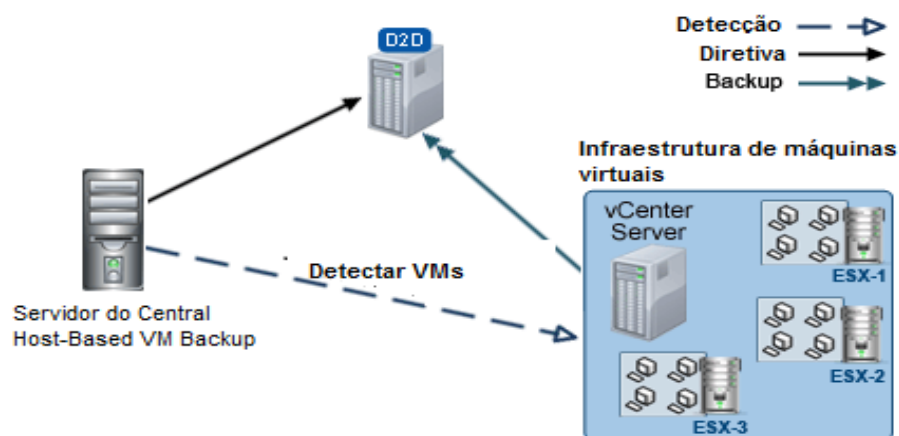 D2D
Detecção
Diretiva
Backup
Infraestrutura de máquinas
virtuais
vCenter
Server
ESX-1
ESX-2
ESX-3
Detectar VMs
Servidor do Central
Host-Based VM Backup